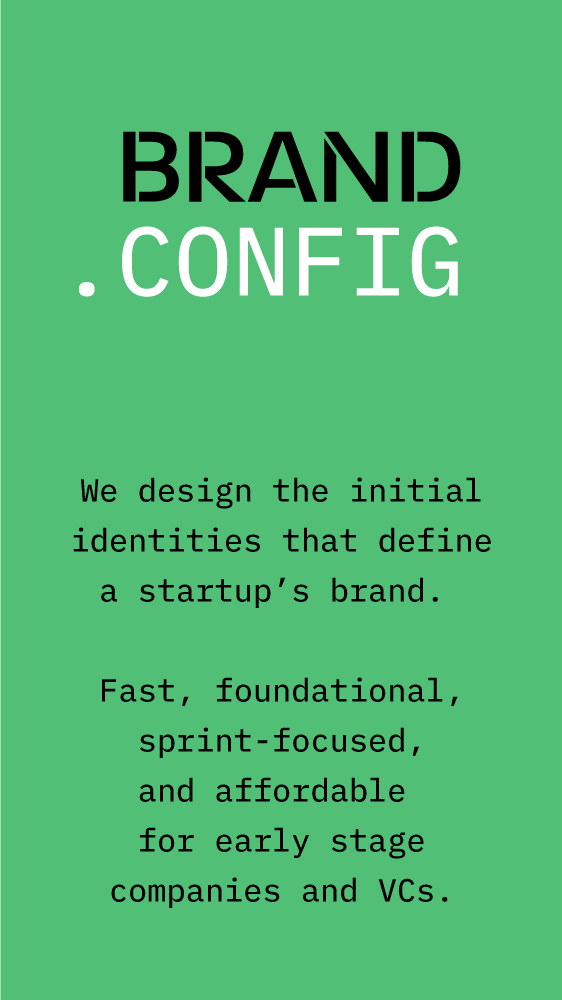 BRAND
.CONFIG
We design the initial
identities that define
a startup’s brand.
Fast, foundational,
sprint-focused,
and affordable
for early stage
companies and VCs.